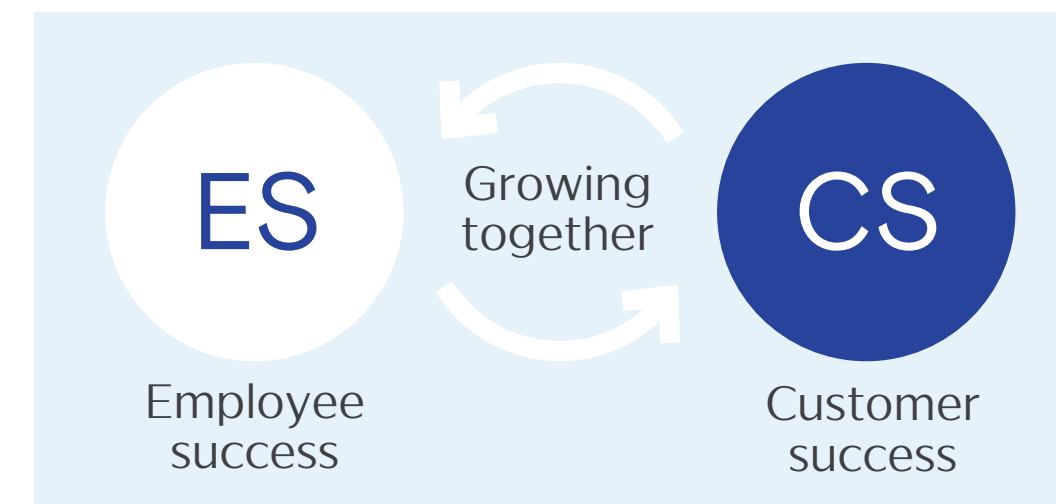 ES
Growing
together
CS
Employee
success
Customer
success